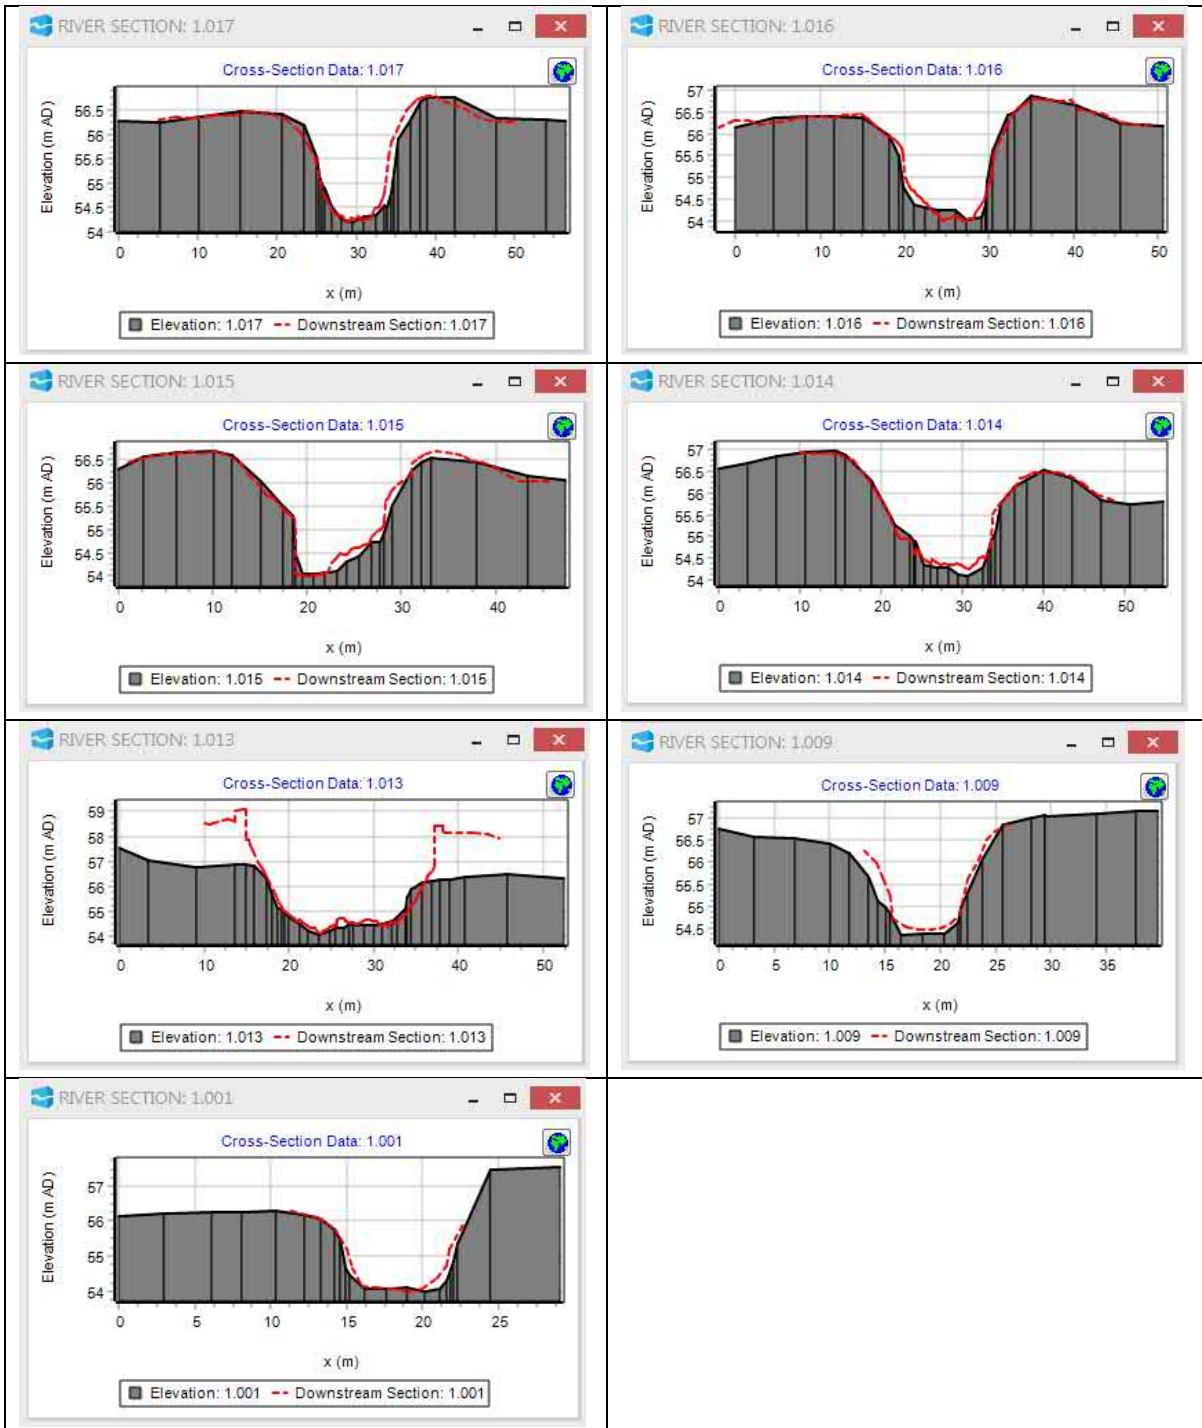 RIVER SECTION: 1.017
Cross-Section Data: 1.017
Elevation (m AD)
56.5
56
55.5
55
54.5
54
0 10 20 30 40 50
x (m)
Elevation: 1.017 Downstream Section: 1.017
RIVER SECTION: 1.016
Cross-Section Data: 1.016
Elevation (m AD)
57
56.5
56
55.5
55
54.5
54
0 10 20 30 40 50
x (m)
Elevation: 1.016 Downstream Section: 1.016
RIVER SECTION: 1.015
Cross-Section Data: 1.015
Elevation (m AD)
56.5
56
55.5
55
54.5
54
0 10 20 30 40
x (m)
Elevation: 1.015 Downstream Section: 1.015
RIVER SECTION: 1.014
Cross-Section Data: 1.014
Elevation (m AD)
57
56.5
56
55.5
55
54.5
54
0 10 20 30 40 50
x (m)
Elevation: 1.014 Downstream Section: 1.014
RIVER SECTION: 1.013
Cross-Section Data: 1.013
Elevation (m AD)
59
58
57
56
55
54
0 10 20 30 40 50
x (m)
Elevation: 1.013 Downstream Section: 1.013
RIVER SECTION: 1.009
Cross-Section Data: 1.009
Elevation (m AD)
57
56.5
56
55.5
55
54.5
0 5 10 15 20 25 30 35
x (m)
Elevation: 1.009 Downstream Section: 1.009
RIVER SECTION: 1.001
Cross-Section Data: 1.001
Elevation (m AD)
57
56
55
54
0 5 10 15 20 25
x (m)
Elevation: 1.001 Downstream Section: 1.001